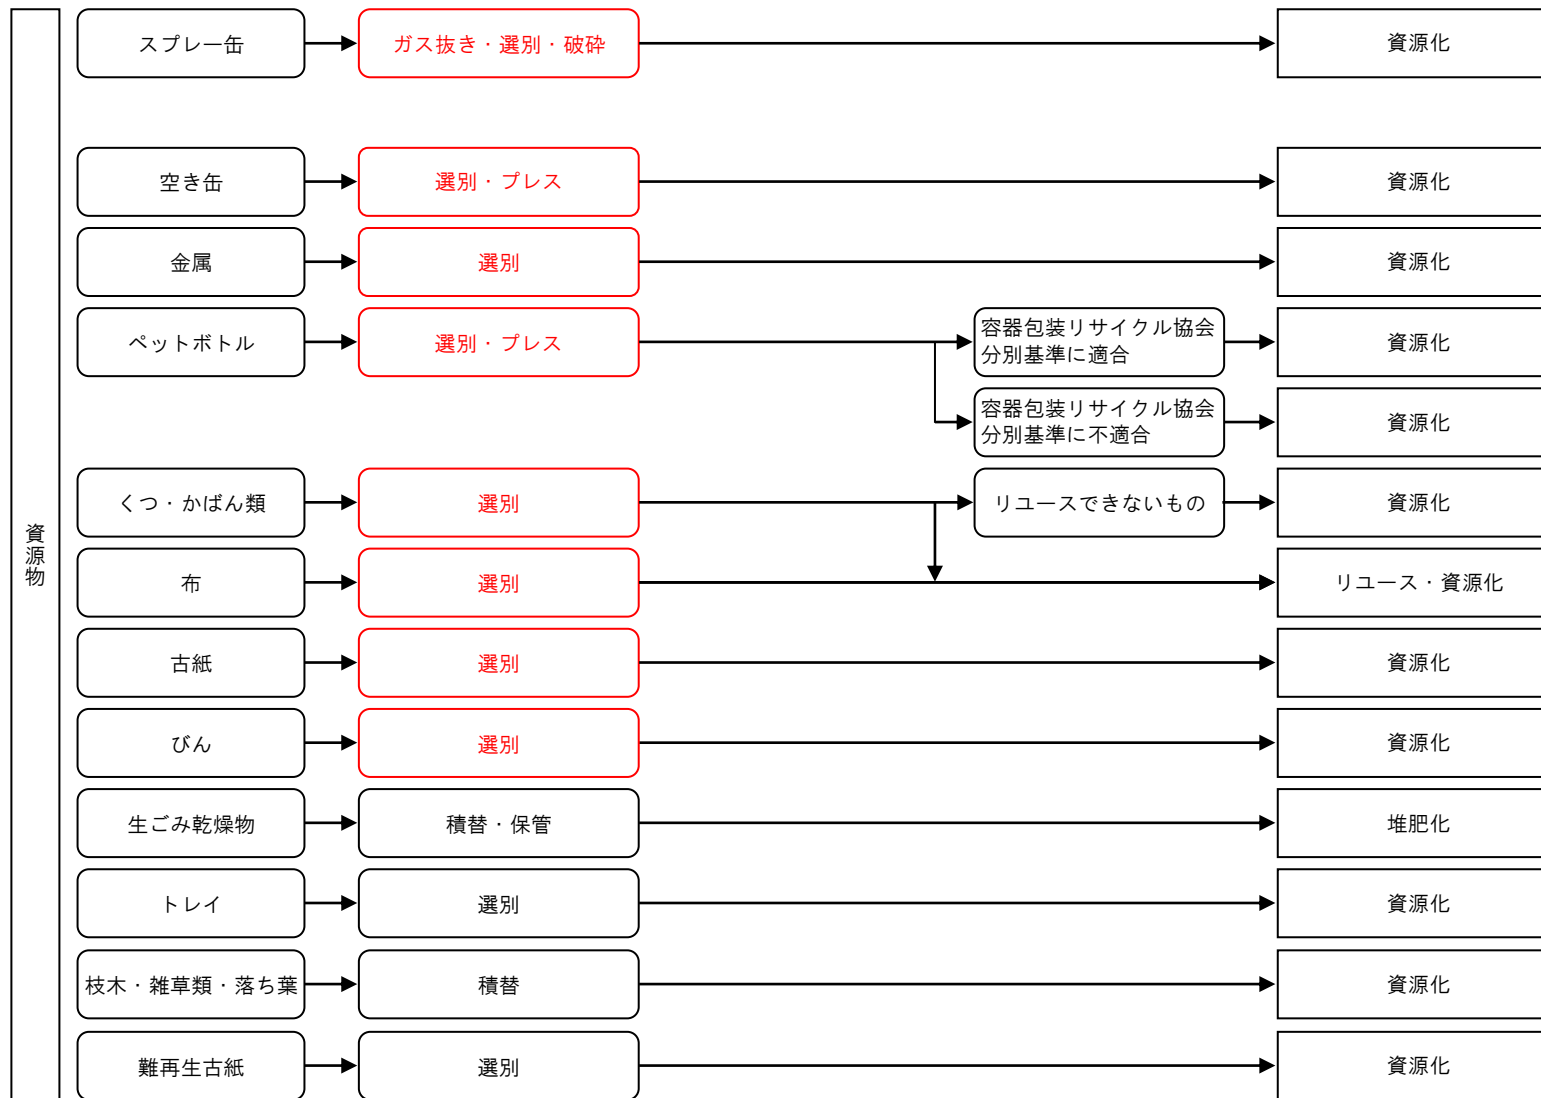 資源物
スプレー缶
ガス抜き・選別・破砕
資源化
空き缶
選別・プレス
資源化
金属
選別
資源化
ペットボトル
選別・プレス
容器包装リサイクル協会
分別基準に適合
資源化
容器包装リサイクル協会
分別基準に不適合
資源化
くつ・かばん類
選別
リユースできないもの
資源化
布
選別
リユース・資源化
古紙
選別
資源化
びん
選別
資源化
生ごみ乾燥物
積替・保管
堆肥化
トレイ
選別
資源化
枝木・雑草類・落ち葉
積替
資源化
難再生古紙
選別
資源化